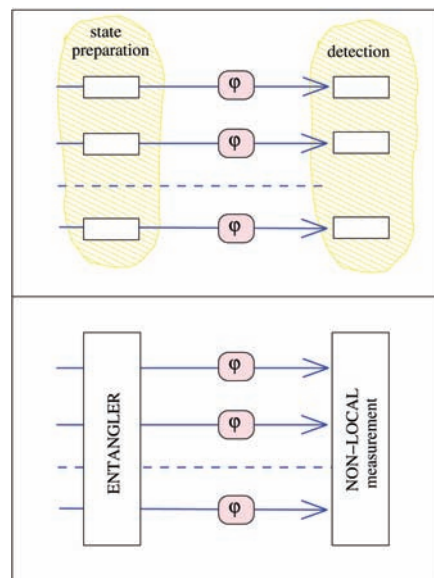 state
preparation
detection
φ
φ
φ
φ
φ
φ
ENTANGLER
NON-LOCAL
measurement